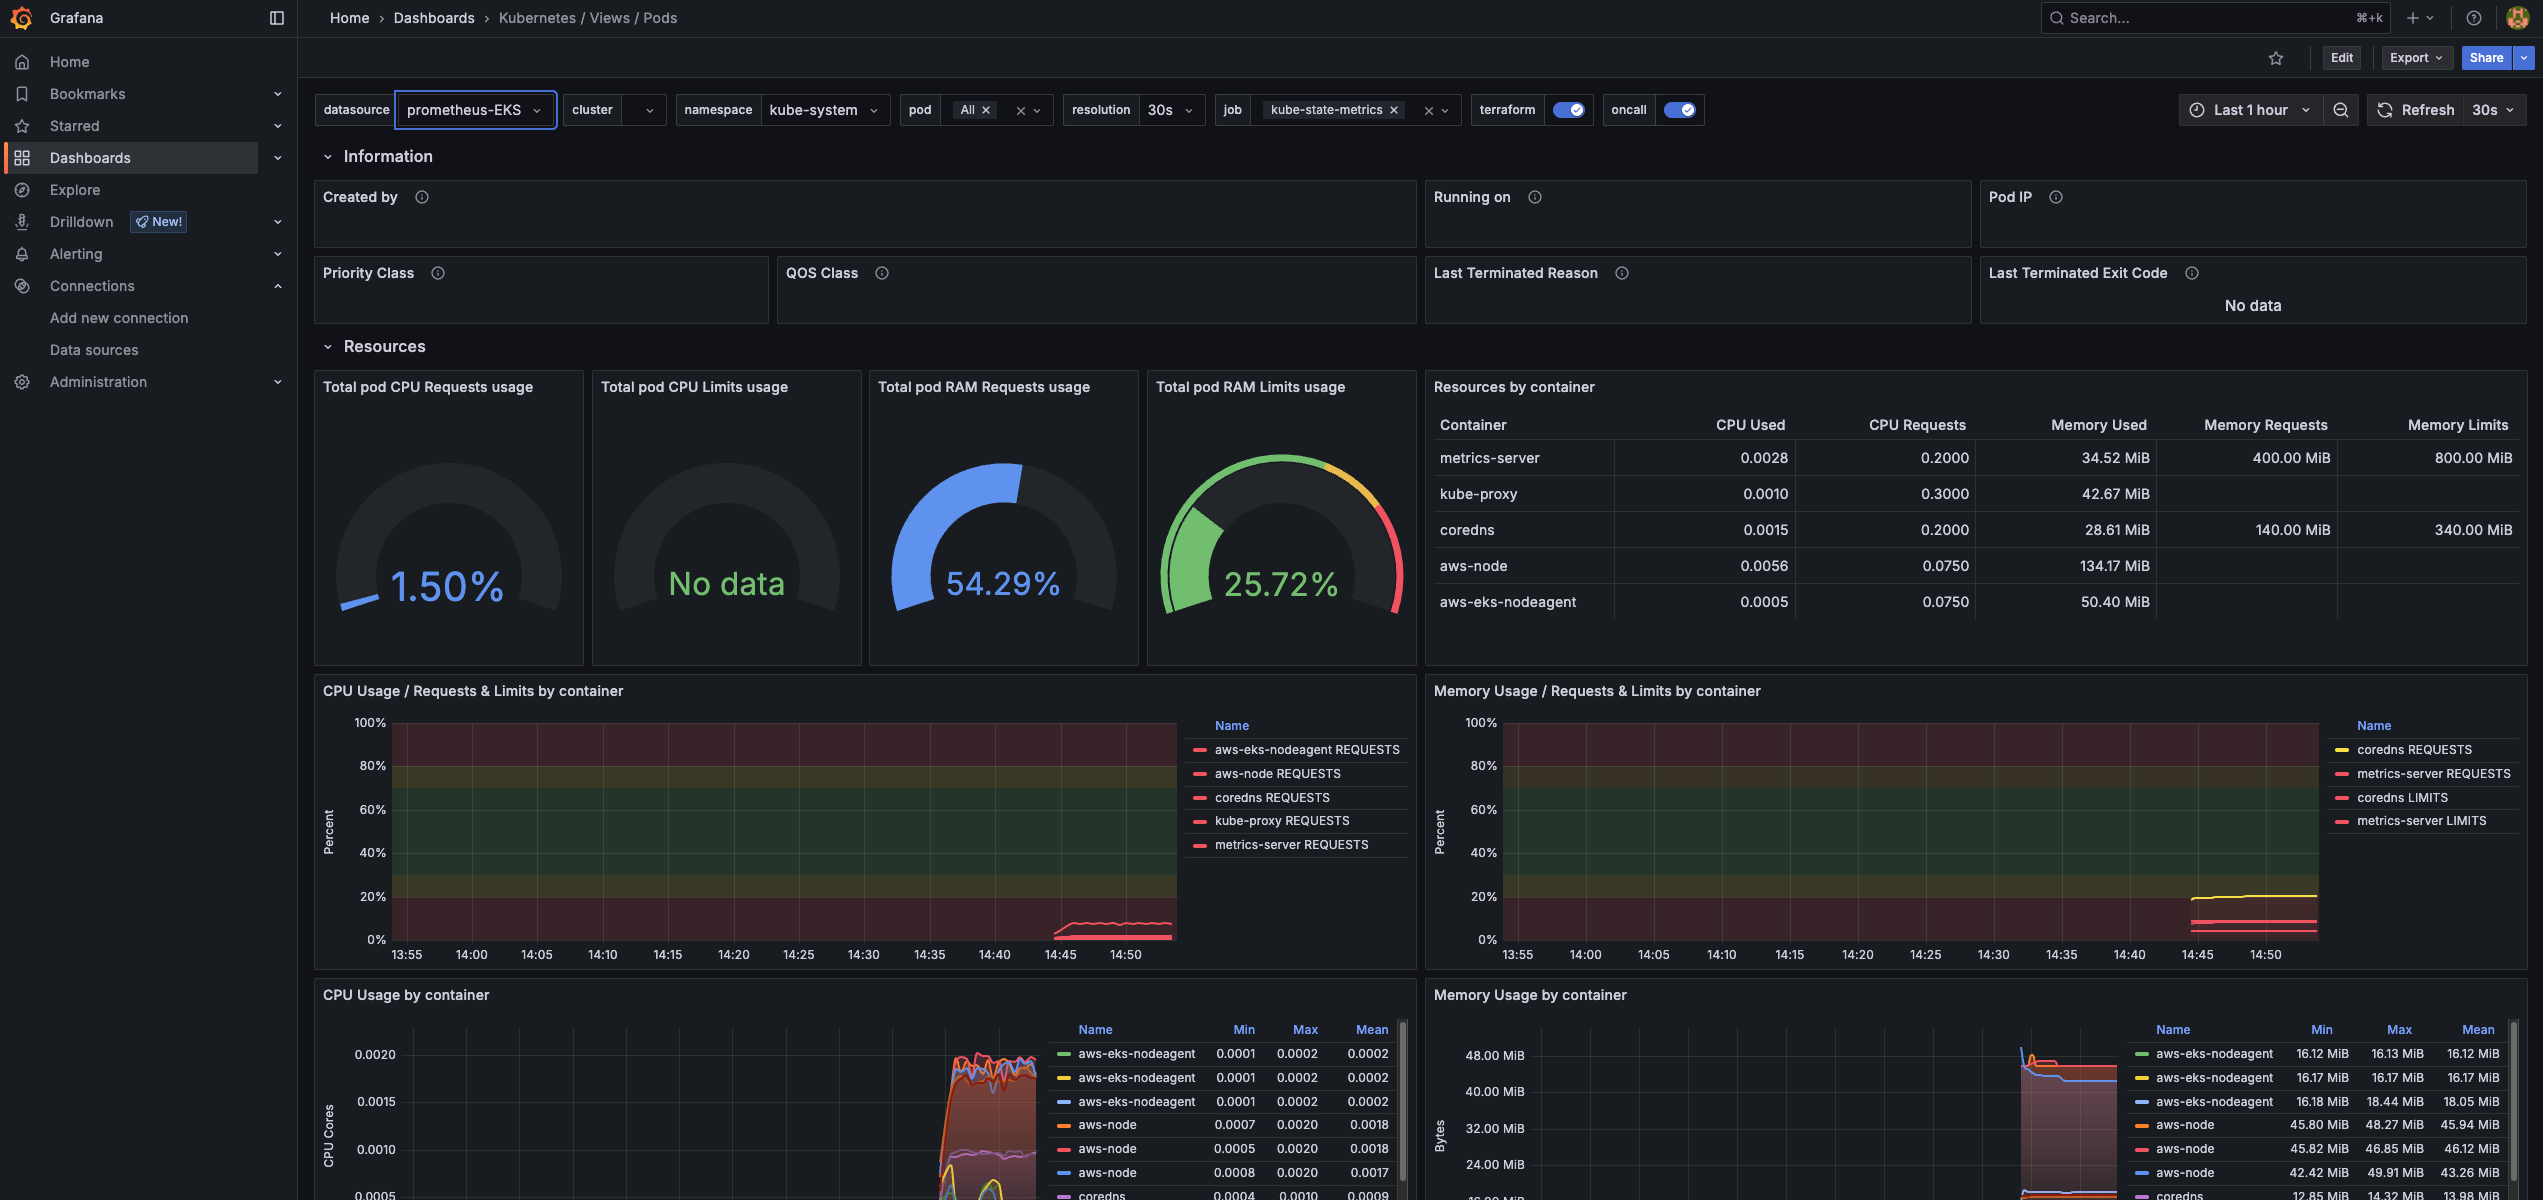 Grafana
Home › Dashboards › Kubernetes / Views / Pods
Search... ⌘+k
Home
Bookmarks
Starred
Dashboards
Explore
Drilldown New!
Alerting
Connections
Add new connection
Data sources
Administration
Edit Export Share
datasource prometheus-EKS cluster namespace kube-system pod All resolution 30s job kube-state-metrics terraform oncall Last 1 hour Refresh 30s
Information
Created by
Running on
Pod IP
Priority Class
QOS Class
Last Terminated Reason
Last Terminated Exit Code
No data
Resources
Total pod CPU Requests usage
1.50%
Total pod CPU Limits usage
No data
Total pod RAM Requests usage
54.29%
Total pod RAM Limits usage
25.72%
Resources by container
Container CPU Used CPU Requests Memory Used Memory Requests Memory Limits
metrics-server 0.0028 0.2000 34.52 MiB 400.00 MiB 800.00 MiB
kube-proxy 0.0010 0.3000 42.67 MiB
coredns 0.0015 0.2000 28.61 MiB 140.00 MiB 340.00 MiB
aws-node 0.0056 0.0750 134.17 MiB
aws-eks-nodeagent 0.0005 0.0750 50.40 MiB
CPU Usage / Requests & Limits by container
Percent
100%
80%
60%
40%
20%
0%
13:55 14:00 14:05 14:10 14:15 14:20 14:25 14:30 14:35 14:40 14:45 14:50
Name
aws-eks-nodeagent REQUESTS
aws-node REQUESTS
coredns REQUESTS
kube-proxy REQUESTS
metrics-server REQUESTS
Memory Usage / Requests & Limits by container
Percent
100%
80%
60%
40%
20%
0%
13:55 14:00 14:05 14:10 14:15 14:20 14:25 14:30 14:35 14:40 14:45 14:50
Name
coredns REQUESTS
metrics-server REQUESTS
coredns LIMITS
metrics-server LIMITS
CPU Usage by container
CPU Cores
0.0020
0.0015
0.0010
0.0005
Name Min Max Mean
aws-eks-nodeagent 0.0001 0.0002 0.0002
aws-eks-nodeagent 0.0001 0.0002 0.0002
aws-eks-nodeagent 0.0001 0.0002 0.0002
aws-node 0.0007 0.0020 0.0018
aws-node 0.0005 0.0020 0.0018
aws-node 0.0008 0.0020 0.0017
coredns 0.0004 0.0010 0.0009
Memory Usage by container
Bytes
48.00 MiB
40.00 MiB
32.00 MiB
24.00 MiB
16.00 MiB
Name Min Max Mean
aws-eks-nodeagent 16.12 MiB 16.13 MiB 16.12 MiB
aws-eks-nodeagent 16.17 MiB 16.17 MiB 16.17 MiB
aws-eks-nodeagent 16.18 MiB 18.44 MiB 18.05 MiB
aws-node 45.80 MiB 48.27 MiB 45.94 MiB
aws-node 45.82 MiB 46.85 MiB 46.12 MiB
aws-node 42.42 MiB 49.91 MiB 43.26 MiB
coredns 12.85 MiB 14.32 MiB 13.98 MiB